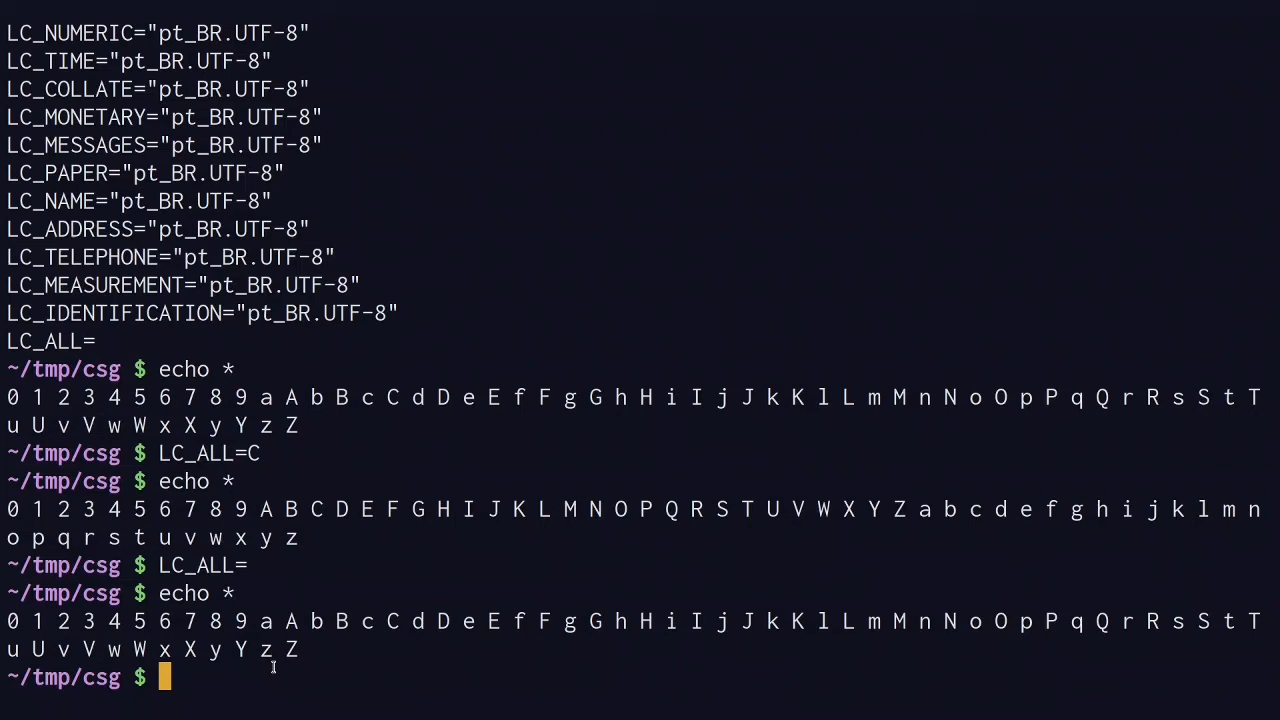 LC_NUMERIC="pt_BR.UTF-8"
LC_TIME="pt_BR.UTF-8"
LC_COLLATE="pt_BR.UTF-8"
LC_MONETARY="pt_BR.UTF-8"
LC_MESSAGES="pt_BR.UTF-8"
LC_PAPER="pt_BR.UTF-8"
LC_NAME="pt_BR.UTF-8"
LC_ADDRESS="pt_BR.UTF-8"
LC_TELEPHONE="pt_BR.UTF-8"
LC_MEASUREMENT="pt_BR.UTF-8"
LC_IDENTIFICATION="pt_BR.UTF-8"
LC_ALL=
~/tmp/csg $ echo *
0 1 2 3 4 5 6 7 8 9 a A b B c C d D e E f F g G h H i I j J k K l L m M n N o O p P q Q r R s S t T
u U v V w W x X y Y z Z
~/tmp/csg $ LC_ALL=C
~/tmp/csg $ echo *
0 1 2 3 4 5 6 7 8 9 A B C D E F G H I J K L M N O P Q R S T U V W X Y Z a b c d e f g h i j k l m n
o p q r s t u v w x y z
~/tmp/csg $ LC_ALL=
~/tmp/csg $ echo *
0 1 2 3 4 5 6 7 8 9 a A b B c C d D e E f F g G h H i I j J k K l L m M n N o O p P q Q r R s S t T
u U v V w W x X y Y z Z
~/tmp/csg $